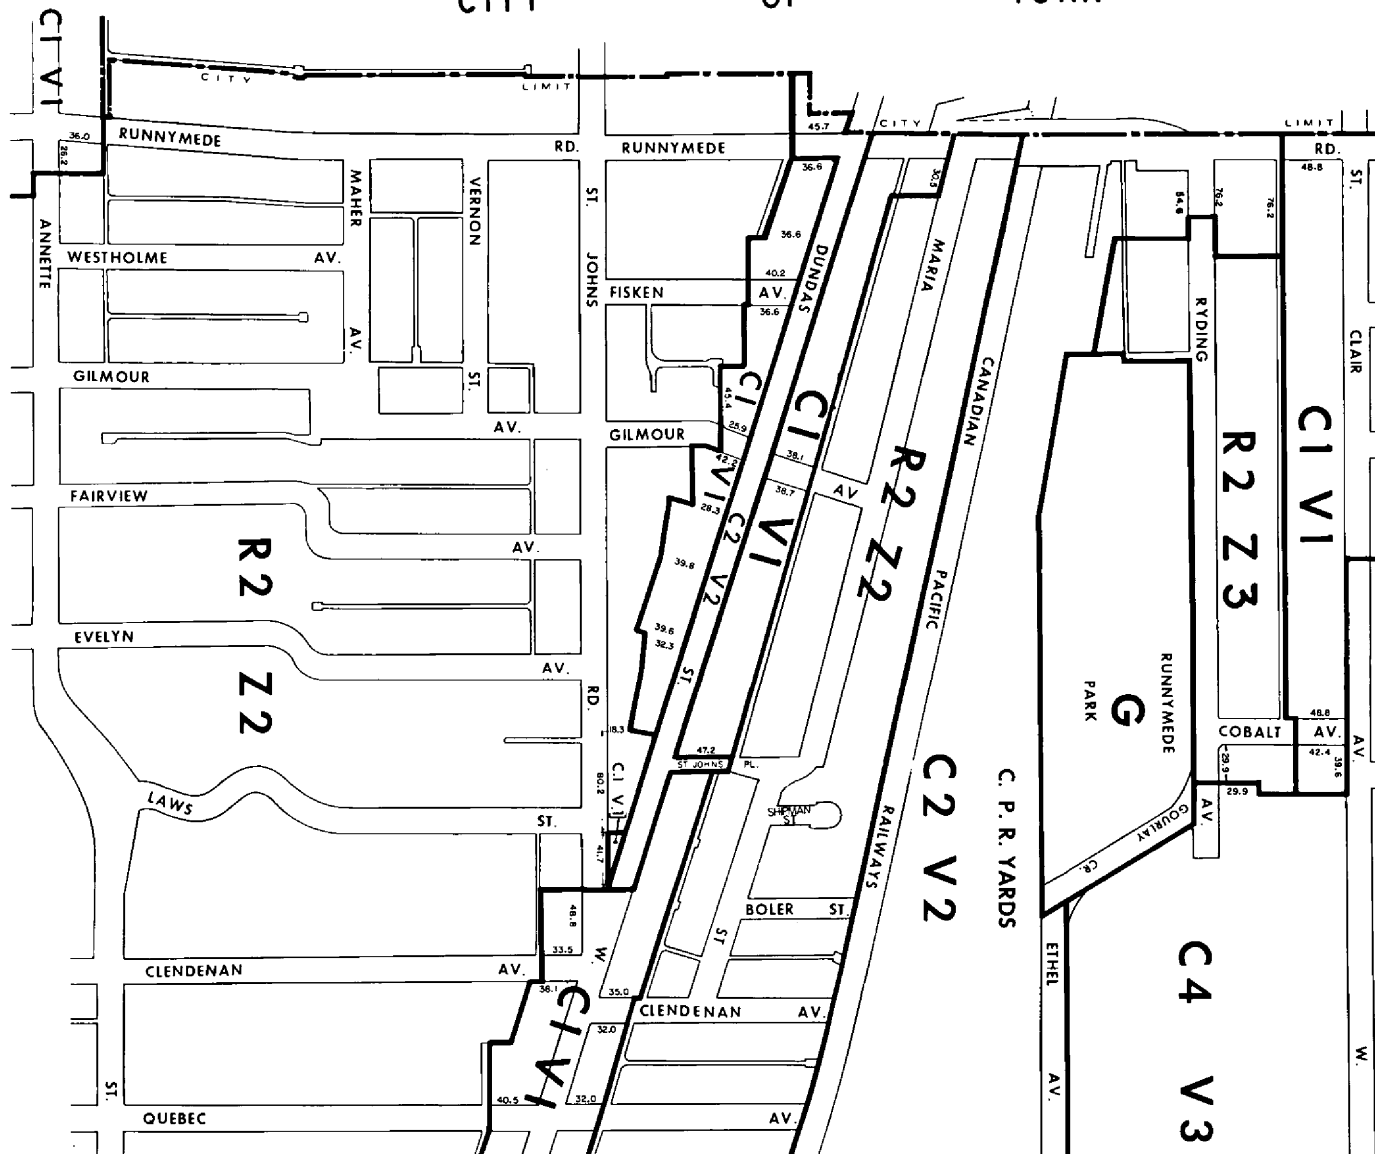 CITY OF YORK
C1 V1
CITY
LIMIT
45.7
CITY
LIMIT
36.0
RUNNYMEDE
RD.
RUNNYMEDE
RD.
26.2
36.6
30.5
54.8
76.2
76.2
48.8
ST.
MAHER
AV.
VERNON
ST.
ST.
JOHNS
RD.
ANNETTE
ST.
WESTHOLME
AV.
36.6
DUNDAS
ST.
W.
MARIA
ST
40.2
FISKEN
AV.
36.6
RYDING
AV.
CLAIR
AV.
W.
CANADIAN
PACIFIC
RAILWAYS
GILMOUR
AV.
GILMOUR
AV
C1
V1
45.4
25.9
42.2
38.1
38.7
28.3
C1
V1
C2
V2
R2
Z2
R2
Z3
C1
V1
FAIRVIEW
AV.
R2
Z2
39.8
39.6
32.3
EVELYN
AV.
RUNNYMEDE
PARK
G
18.3
47.2
ST JOHNS
PL.
COBALT
AV.
48.8
42.4
39.6
29.9
29.9
C.1
V.1
80.2
41.7
LAWS
ST.
SHIPMAN
ST
GOURLAY
CR.
C2 V2
C. P. R. YARDS
BOLER
ST.
48.8
33.5
CLENDENAN
AV.
38.1
35.0
CLENDENAN
AV.
32.0
C1
V1
ETHEL
AV.
C4
V3
QUEBEC
40.5
32.0
AV.